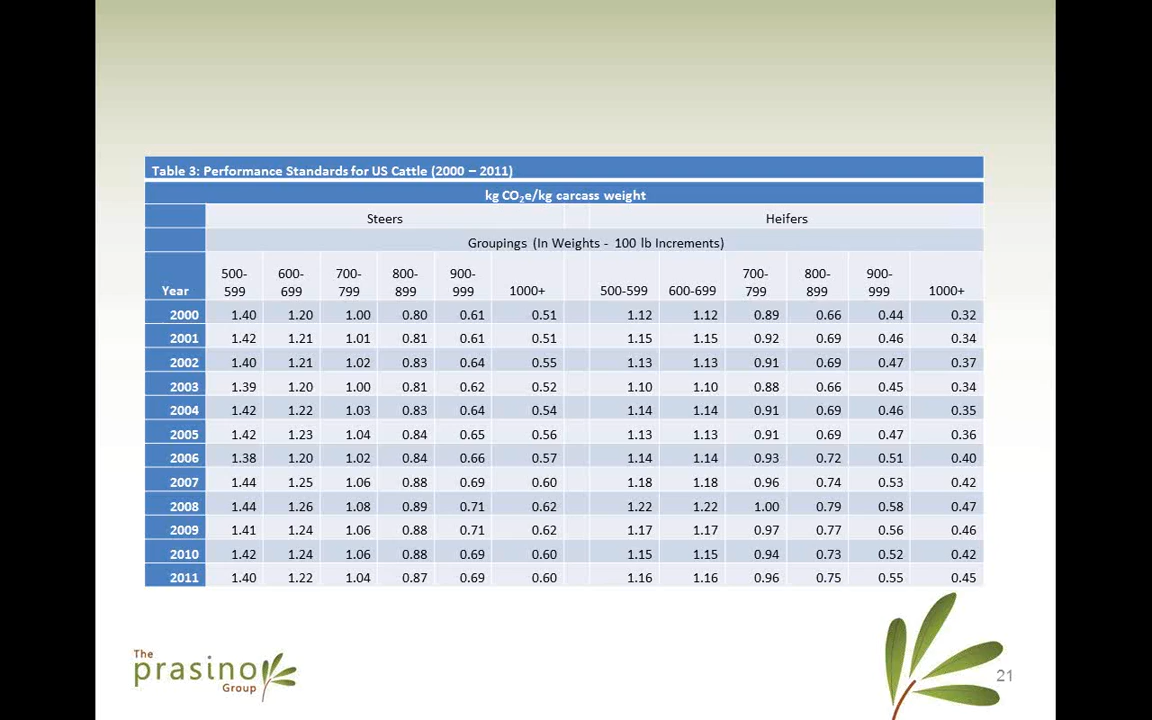 Table 3: Performance Standards for US Cattle (2000 – 2011)
kg CO₂e/kg carcass weight
Steers Heifers
Groupings (In Weights - 100 lb Increments)
Year 500-599 600-699 700-799 800-899 900-999 1000+ 500-599 600-699 700-799 800-899 900-999 1000+
2000 1.40 1.20 1.00 0.80 0.61 0.51 1.12 1.12 0.89 0.66 0.44 0.32
2001 1.42 1.21 1.01 0.81 0.61 0.51 1.15 1.15 0.92 0.69 0.46 0.34
2002 1.40 1.21 1.02 0.83 0.64 0.55 1.13 1.13 0.91 0.69 0.47 0.37
2003 1.39 1.20 1.00 0.81 0.62 0.52 1.10 1.10 0.88 0.66 0.45 0.34
2004 1.42 1.22 1.03 0.83 0.64 0.54 1.14 1.14 0.91 0.69 0.46 0.35
2005 1.42 1.23 1.04 0.84 0.65 0.56 1.13 1.13 0.91 0.69 0.47 0.36
2006 1.38 1.20 1.02 0.84 0.66 0.57 1.14 1.14 0.93 0.72 0.51 0.40
2007 1.44 1.25 1.06 0.88 0.69 0.60 1.18 1.18 0.96 0.74 0.53 0.42
2008 1.44 1.26 1.08 0.89 0.71 0.62 1.22 1.22 1.00 0.79 0.58 0.47
2009 1.41 1.24 1.06 0.88 0.71 0.62 1.17 1.17 0.97 0.77 0.56 0.46
2010 1.42 1.24 1.06 0.88 0.69 0.60 1.15 1.15 0.94 0.73 0.52 0.42
2011 1.40 1.22 1.04 0.87 0.69 0.60 1.16 1.16 0.96 0.75 0.55 0.45
The
prasino
Group
21